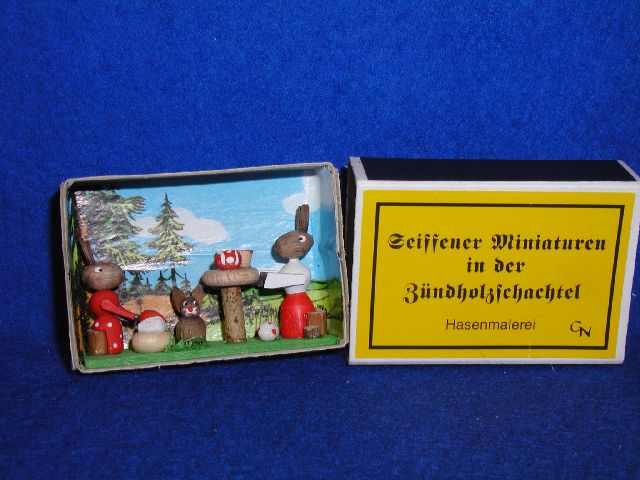 Seiffener Miniaturen
in der
Zündholzschachtel
Hasenmalerei GN